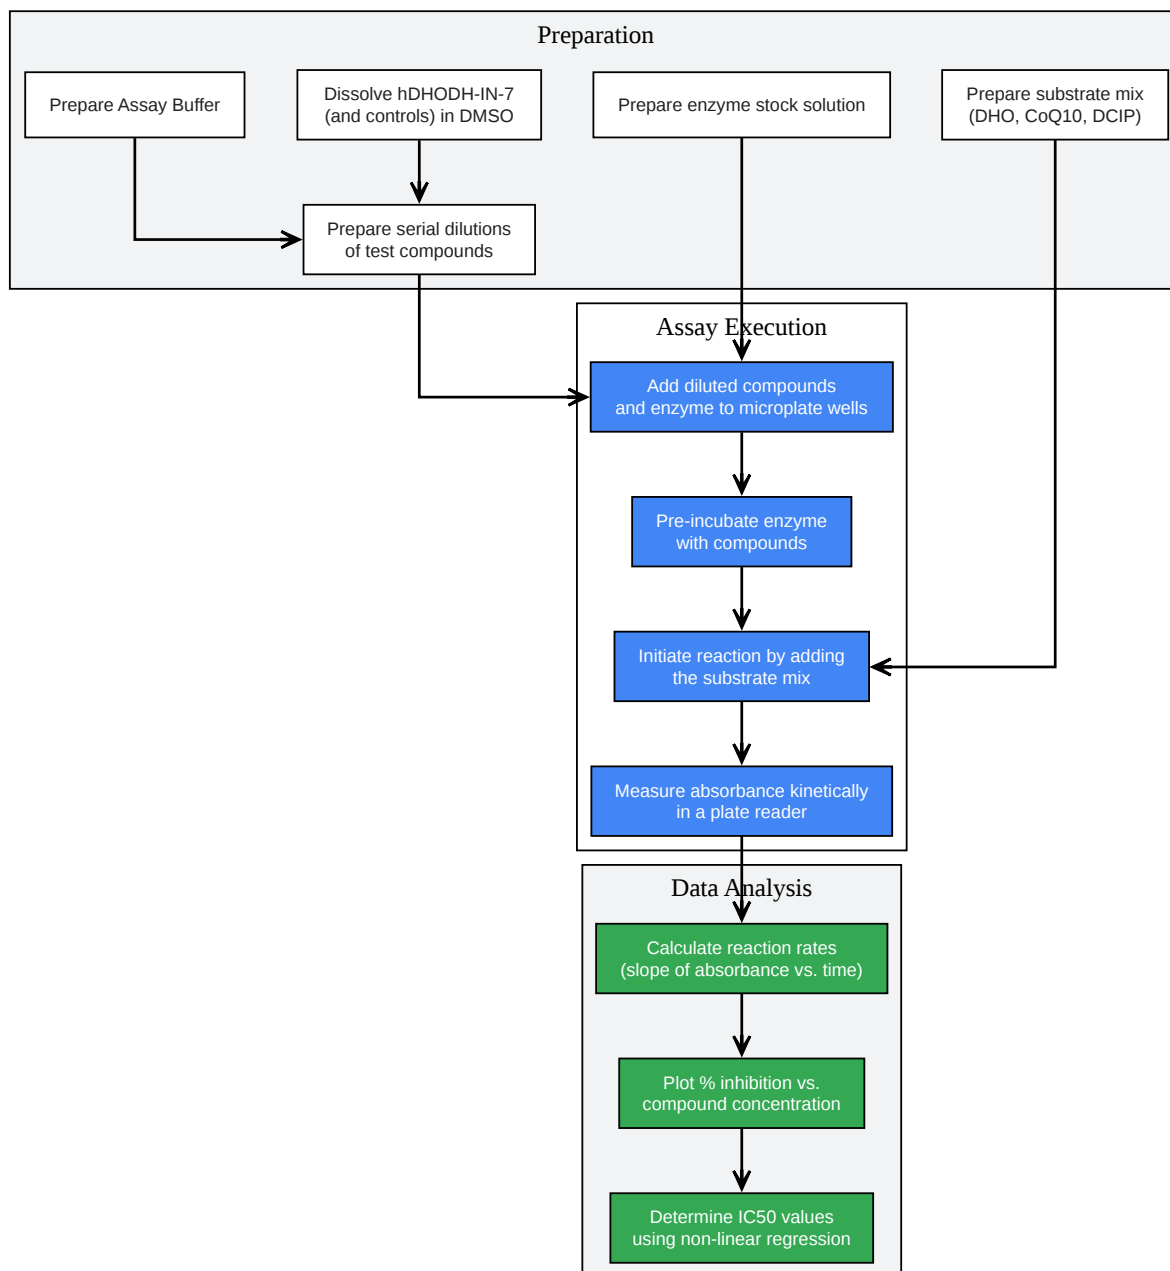 Preparation
Prepare Assay Buffer
Dissolve hDHODH-IN-7
(and controls) in DMSO
Prepare enzyme stock solution
Prepare substrate mix
(DHO, CoQ10, DCIP)
Prepare serial dilutions
of test compounds
Assay Execution
Add diluted compounds
and enzyme to microplate wells
Pre-incubate enzyme
with compounds
Initiate reaction by adding
the substrate mix
Measure absorbance kinetically
in a plate reader
Data Analysis
Calculate reaction rates
(slope of absorbance vs. time)
Plot % inhibition vs.
compound concentration
Determine IC50 values
using non-linear regression